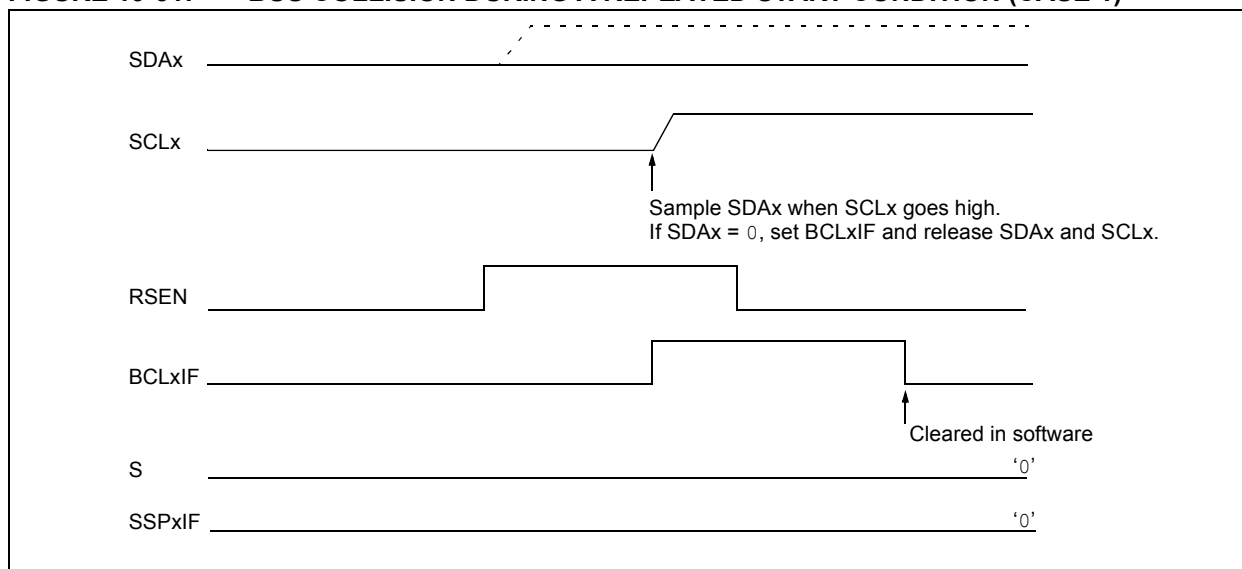 SDAx
SCLx
Sample SDAx when SCLx goes high.
If SDAx = 0, set BCLxIF and release SDAx and SCLx.
RSEN
BCLxIF
Cleared in software
S
‘0’
SSPxIF
‘0’